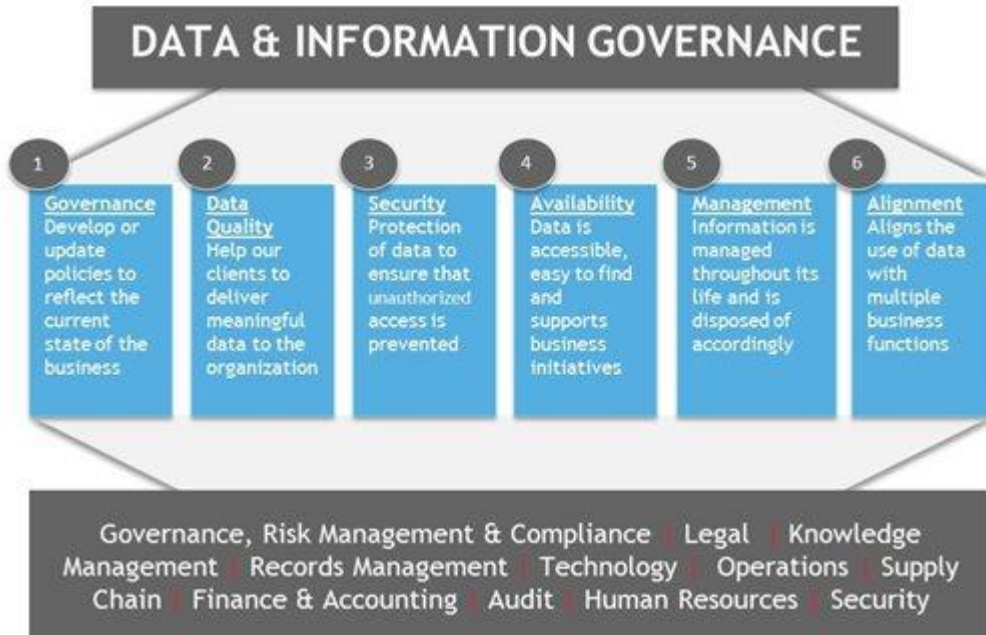 DATA & INFORMATION GOVERNANCE
1
Governance
Develop or
update
policies to
reflect the
current
state of the
business
2
Data
Quality
Help our
clients to
deliver
meaningful
data to the
organization
3
Security
Protection
of data to
ensure that
unauthorized
access is
prevented
4
Availability
Data is
accessible,
easy to find
and
supports
business
initiatives
5
Management
Information is
managed
throughout its
life and is
disposed of
accordingly
6
Alignment
Aligns the
use of data
with
multiple
business
functions
Governance, Risk Management & Compliance | Legal | Knowledge
Management | Records Management | Technology | Operations | Supply
Chain | Finance & Accounting | Audit | Human Resources | Security